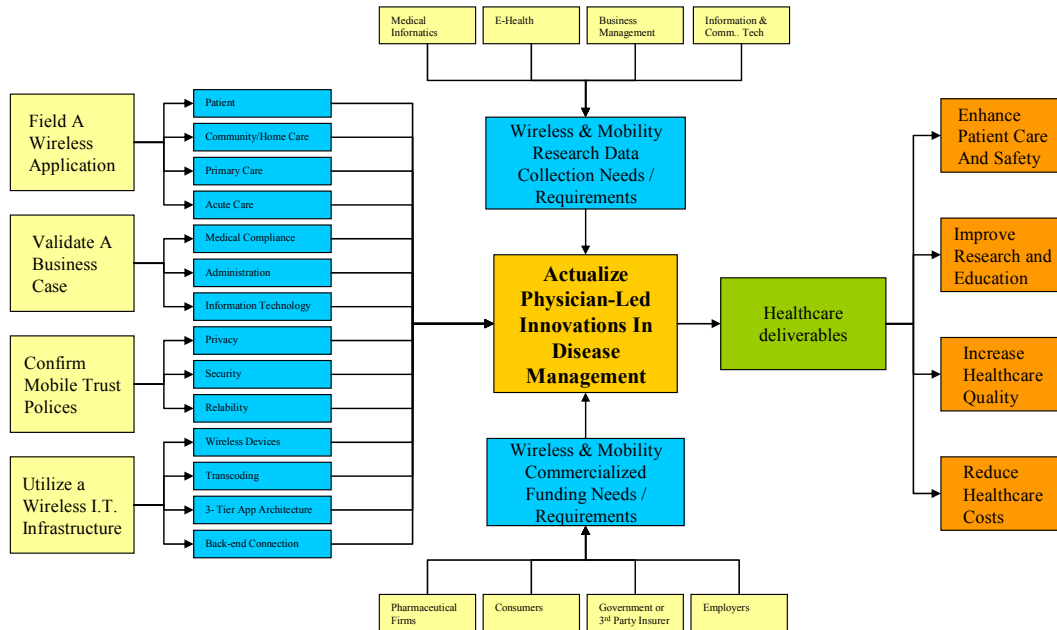 Medical
Infornatics
E-Health
Business
Management
Information &
Comm.. Tech
Field A
Wireless
Application
Patient
Community/Home Care
Primary Care
Acute Care
Validate A
Business
Case
Medical Compliance
Administration
Information Technology
Confirm
Mobile Trust
Polices
Privacy
Security
Relability
Utilize a
Wireless I.T.
Infrastructure
Wireless Devices
Transcoding
3- Tier App Architecture
Back-end Connection
Wireless & Mobility
Research Data
Collection Needs /
Requirements
Actualize
Physician-Led
Innovations In
Disease
Management
Wireless & Mobility
Commercialized
Funding Needs /
Requirements
Pharmaceutical
Firms
Consumers
Government or
3rd Party Insurer
Employers
Healthcare
deliverables
Enhance
Patient Care
And Safety
Improve
Research and
Education
Increase
Healthcare
Quality
Reduce
Healthcare
Costs